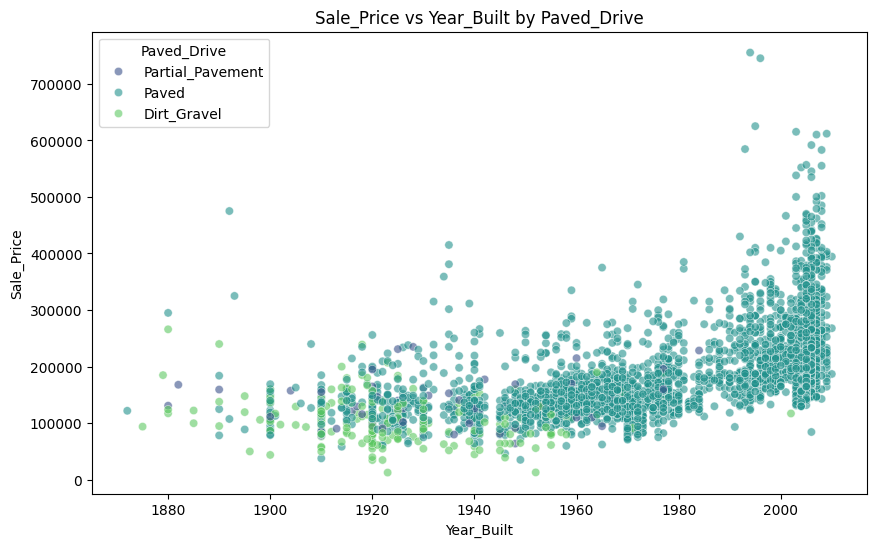 Sale_Price vs Year_Built by Paved_Drive
Paved_Drive
Partial_Pavement
Paved
Dirt_Gravel
Sale_Price
700000
600000
500000
400000
300000
200000
100000
0
1880 1900 1920 1940 1960 1980 2000
Year_Built